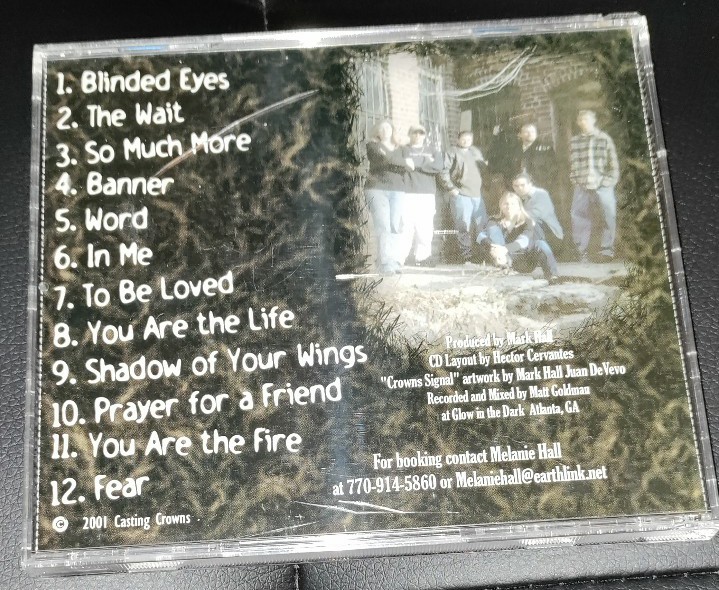 1. Blinded Eyes
2. The Wait
3. So Much More
4. Banner
5. Word
6. In Me
7. To Be Loved
8. You Are the Life
9. Shadow of Your Wings
10. Prayer for a Friend
11. You Are the Fire
12. Fear
© 2001 Casting Crowns
Produced by Mark Hall
CD Layout by Hector Cervantes
"Crowns Signal" artwork by Mark Hall Juan DeVevo
Recorded and Mixed by Matt Goldman
at Glow in the Dark Atlanta, GA
For booking contact Melanie Hall
at 770-914-5860 or Melaniehall@earthlink.net